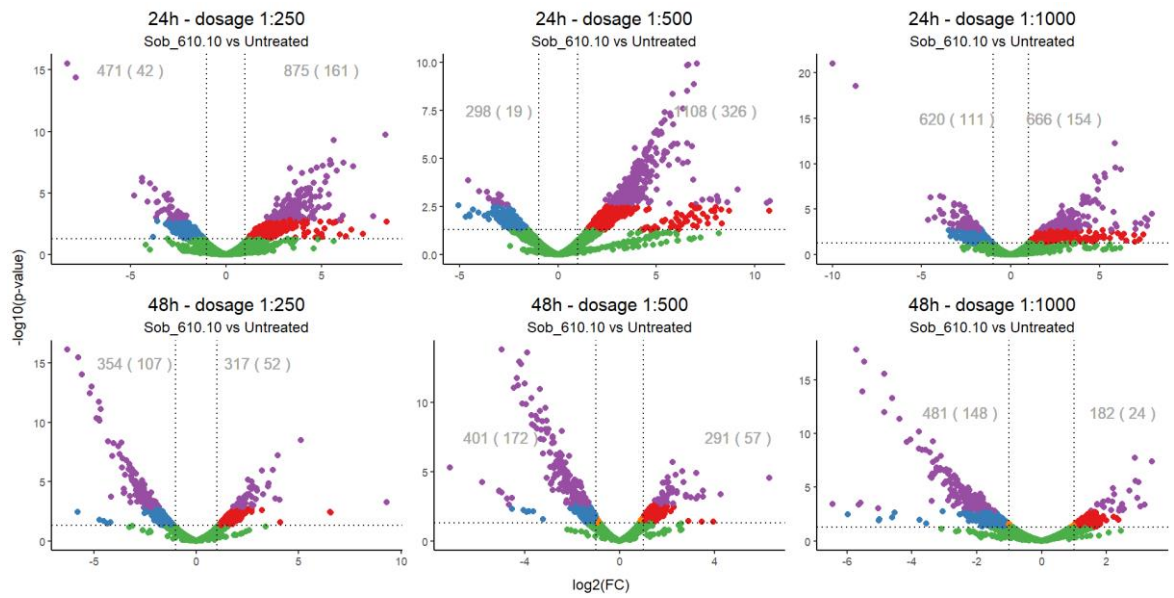 24h - dosage 1:250
Sob_610.10 vs Untreated
471 ( 42 )
875 ( 161 )
15
10
5
0
-5
0
5
24h - dosage 1:500
Sob_610.10 vs Untreated
298 ( 19 )
1108 ( 326 )
10.0
7.5
5.0
2.5
0.0
-5
0
5
10
24h - dosage 1:1000
Sob_610.10 vs Untreated
620 ( 111 )
666 ( 154 )
20
15
10
5
0
-10
-5
0
5
-log10(p-value)
48h - dosage 1:250
Sob_610.10 vs Untreated
354 ( 107 )
317 ( 52 )
15
10
5
0
-5
0
5
10
48h - dosage 1:500
Sob_610.10 vs Untreated
401 ( 172 )
291 ( 57 )
10
5
0
-4
0
4
48h - dosage 1:1000
Sob_610.10 vs Untreated
481 ( 148 )
182 ( 24 )
15
10
5
0
-6
-4
-2
0
2
log2(FC)